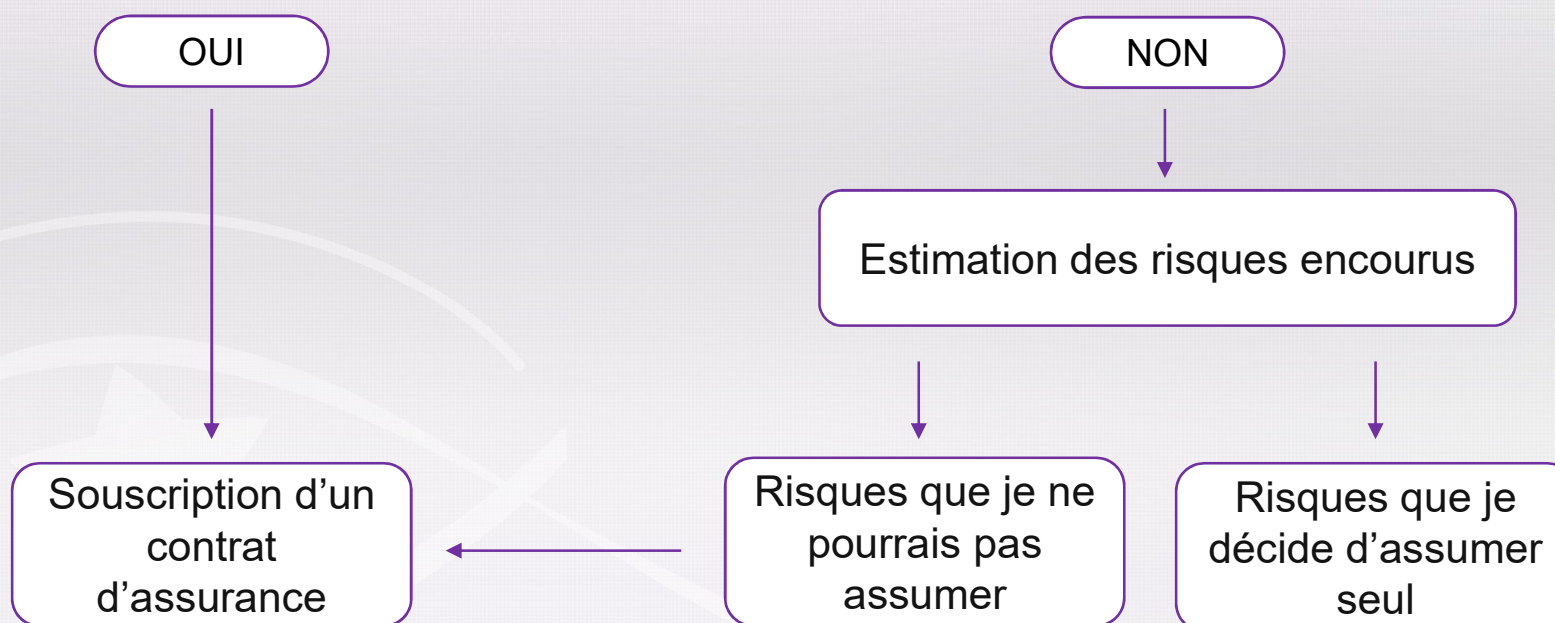 OUI
NON
Estimation des risques encourus
Souscription d’un
contrat
d’assurance
Risques que je ne
pourrais pas
assumer
Risques que je
décide d’assumer
seul